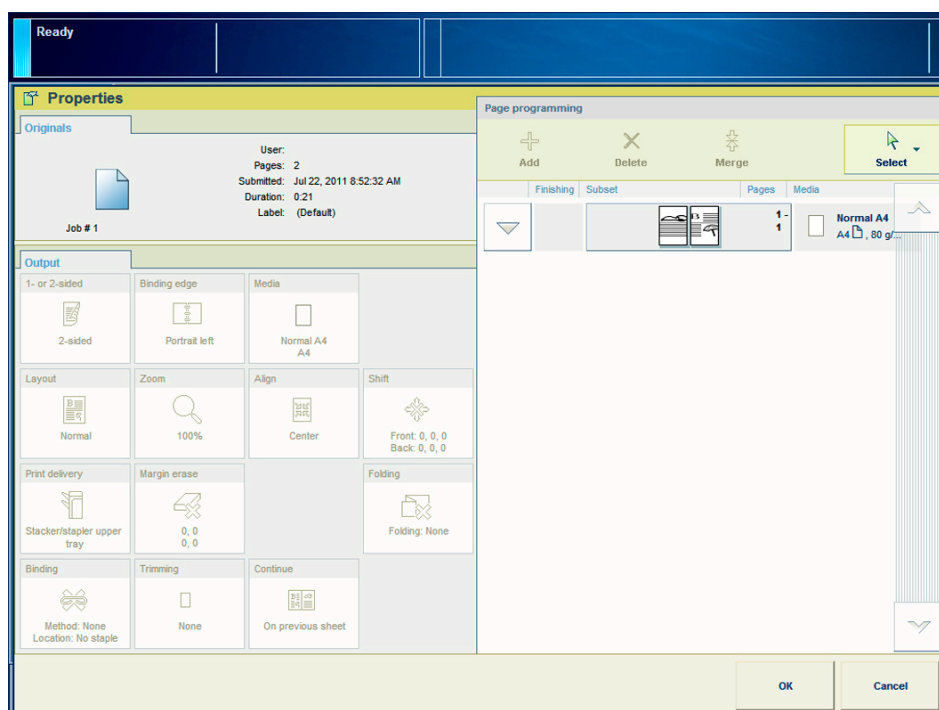 Ready
Properties
Originals
User:
Pages: 2
Submitted: Jul 22, 2011 8:52:32 AM
Duration: 0:21
Label: (Default)
Job # 1
Output
1- or 2-sided
2-sided
Binding edge
Portrait left
Media
Normal A4
A4
Layout
Normal
Zoom
100%
Align
Center
Shift
Front: 0, 0, 0
Back: 0, 0, 0
Print delivery
Stacker/stapler upper
tray
Margin erase
0, 0
0, 0
Folding
Folding: None
Binding
Method: None
Location: No staple
Trimming
None
Continue
On previous sheet
Page programming
Add
Delete
Merge
Select
Finishing Subset Pages Media
1 -
1
Normal A4
A4 , 80 g/...
OK
Cancel